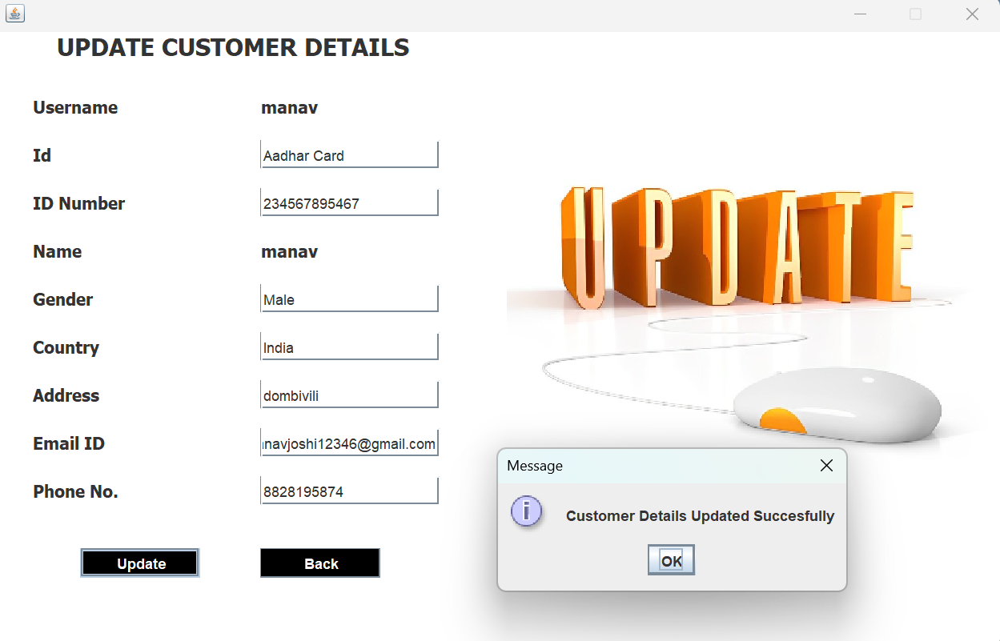 UPDATE CUSTOMER DETAILS
Username manav
Id Aadhar Card
ID Number 234567895467
Name manav
Gender Male
Country India
Address dombivili
Email ID navjoshi12346@gmail.com
Phone No. 8828195874
Update Back
UPDATE
Message
Customer Details Updated Succesfully
OK